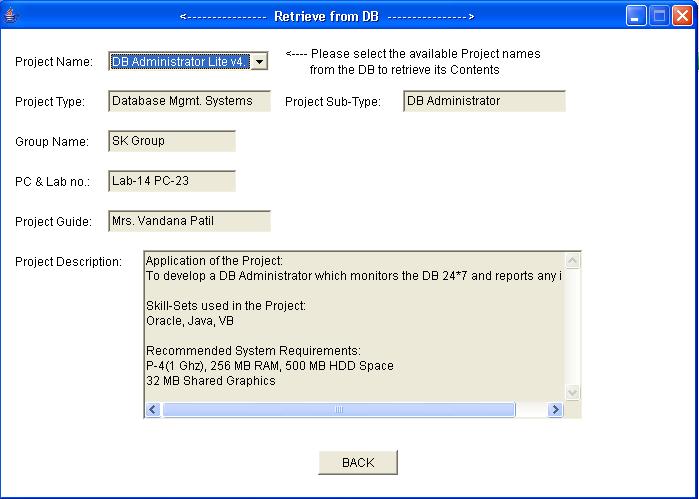 <---------------- Retrieve from DB ---------------->
Project Name: DB Administrator Lite v4. <---- Please select the available Project names
from the DB to retrieve its Contents
Project Type: Database Mgmt. Systems Project Sub-Type: DB Administrator
Group Name: SK Group
PC & Lab no.: Lab-14 PC-23
Project Guide: Mrs. Vandana Patil
Project Description: Application of the Project:
To develop a DB Administrator which monitors the DB 24*7 and reports any i
Skill-Sets used in the Project:
Oracle, Java, VB
Recommended System Requirements:
P-4(1 Ghz), 256 MB RAM, 500 MB HDD Space
32 MB Shared Graphics
BACK